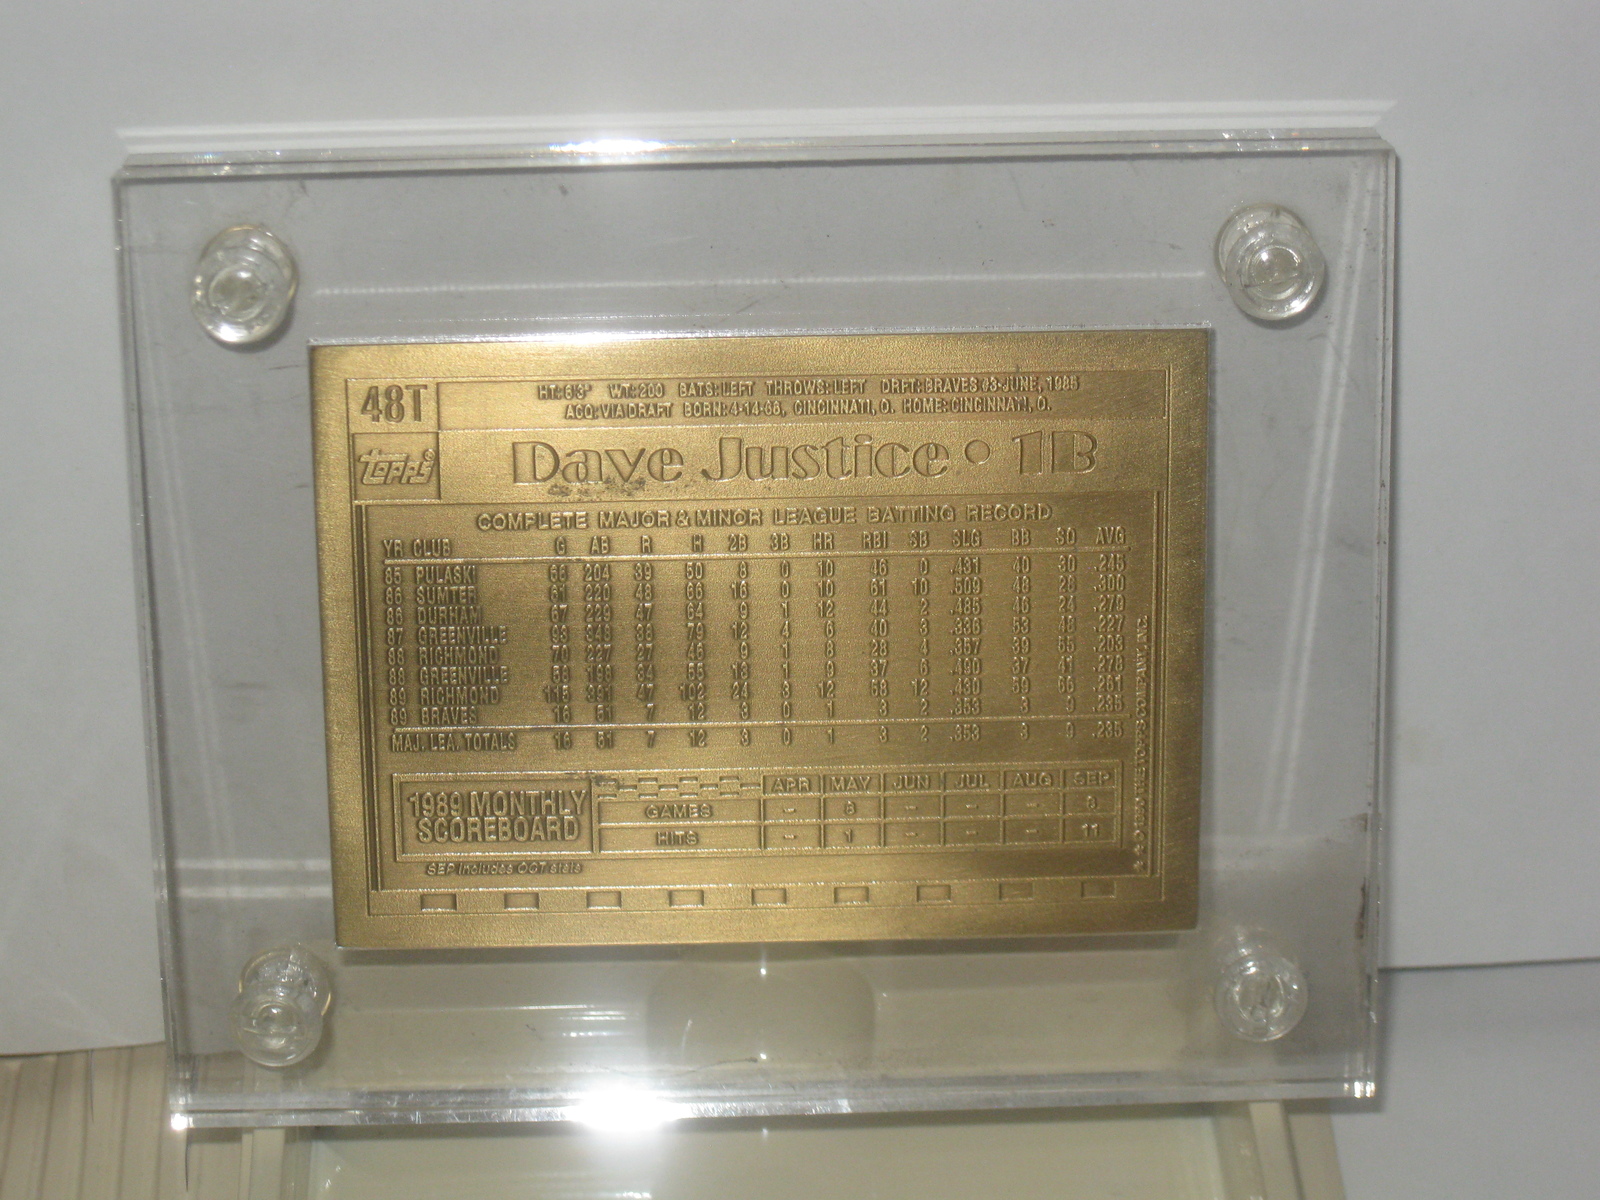 48T
HT: 6'3" WT: 200 BATS: LEFT THROWS: LEFT DRFT: BRAVES #3-JUNE, 1985
ACQ: VIA DRAFT BORN: 4-14-66, CINCINNATI, O. HOME: CINCINNATI, O.
TOPPS®
Dave Justice • 1B
COMPLETE MAJOR & MINOR LEAGUE BATTING RECORD
YR CLUB G AB R H 2B 3B HR RBI SB SLG BB SO AVG
85 PULASKI 66 204 39 50 8 0 10 46 0 .431 40 30 .245
86 SUMTER 61 220 48 66 16 0 10 61 10 .509 48 28 .300
86 DURHAM 67 229 47 64 9 1 12 44 2 .485 46 24 .279
87 GREENVILLE 93 348 38 79 12 4 6 40 3 .336 53 48 .227
88 RICHMOND 70 227 27 46 9 1 8 28 4 .357 39 55 .203
88 GREENVILLE 58 198 34 55 13 1 9 37 6 .490 37 41 .278
89 RICHMOND 115 391 47 102 24 3 12 58 12 .430 59 66 .261
89 BRAVES 16 51 7 12 3 0 1 3 2 .353 3 9 .235
MAJ. LEA. TOTALS 16 51 7 12 3 0 1 3 2 .353 3 9 .235
1989 MONTHLY SCOREBOARD
APR MAY JUN JUL AUG SEP
GAMES - 8 - - - 8
HITS - 1 - - - 11
SEP includes OCT stats
© 1990 THE TOPPS COMPANY, INC.